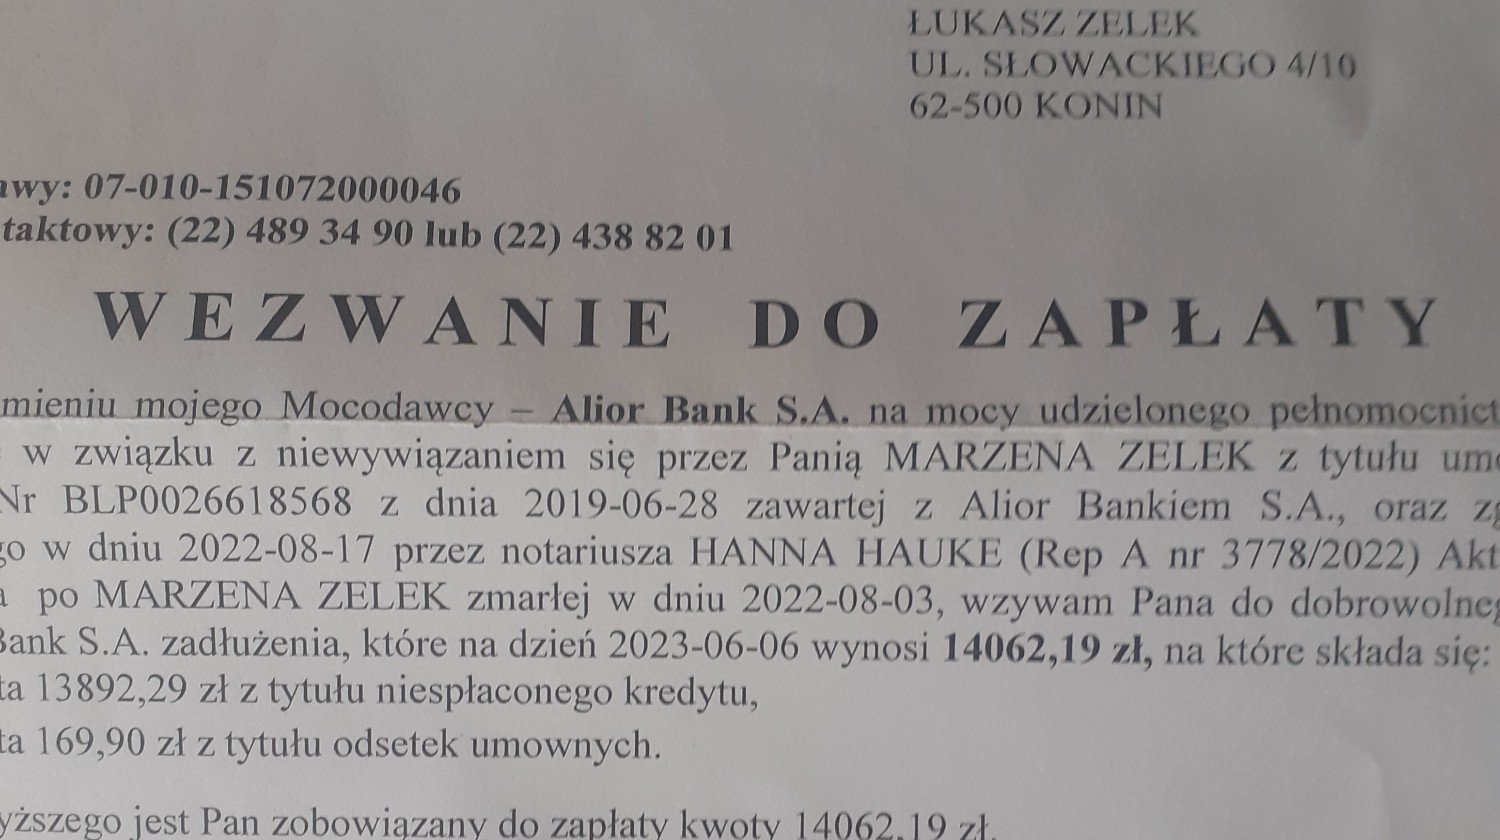 ŁUKASZ ZELEK
UL. SŁOWACKIEGO 4/10
62-500 KONIN
awy: 07-010-151072000046
taktowy: (22) 489 34 90 lub (22) 438 82 01
WEZWANIE DO ZAPŁATY
mieniu mojego Mocodawcy – Alior Bank S.A. na mocy udzielonego pełnomocnict
w związku z niewywiązaniem się przez Panią MARZENA ZELEK z tytułu umo
Nr BLP0026618568 z dnia 2019-06-28 zawartej z Alior Bankiem S.A., oraz zg
go w dniu 2022-08-17 przez notariusza HANNA HAUKE (Rep A nr 3778/2022) Akt
a po MARZENA ZELEK zmarłej w dniu 2022-08-03, wzywam Pana do dobrowolneg
Bank S.A. zadłużenia, które na dzień 2023-06-06 wynosi 14062,19 zł, na które składa się:
ta 13892,29 zł z tytułu niespłaconego kredytu,
ta 169,90 zł z tytułu odsetek umownych.
yższego jest Pan zobowiązany do zapłaty kwoty 14062,19 zł.